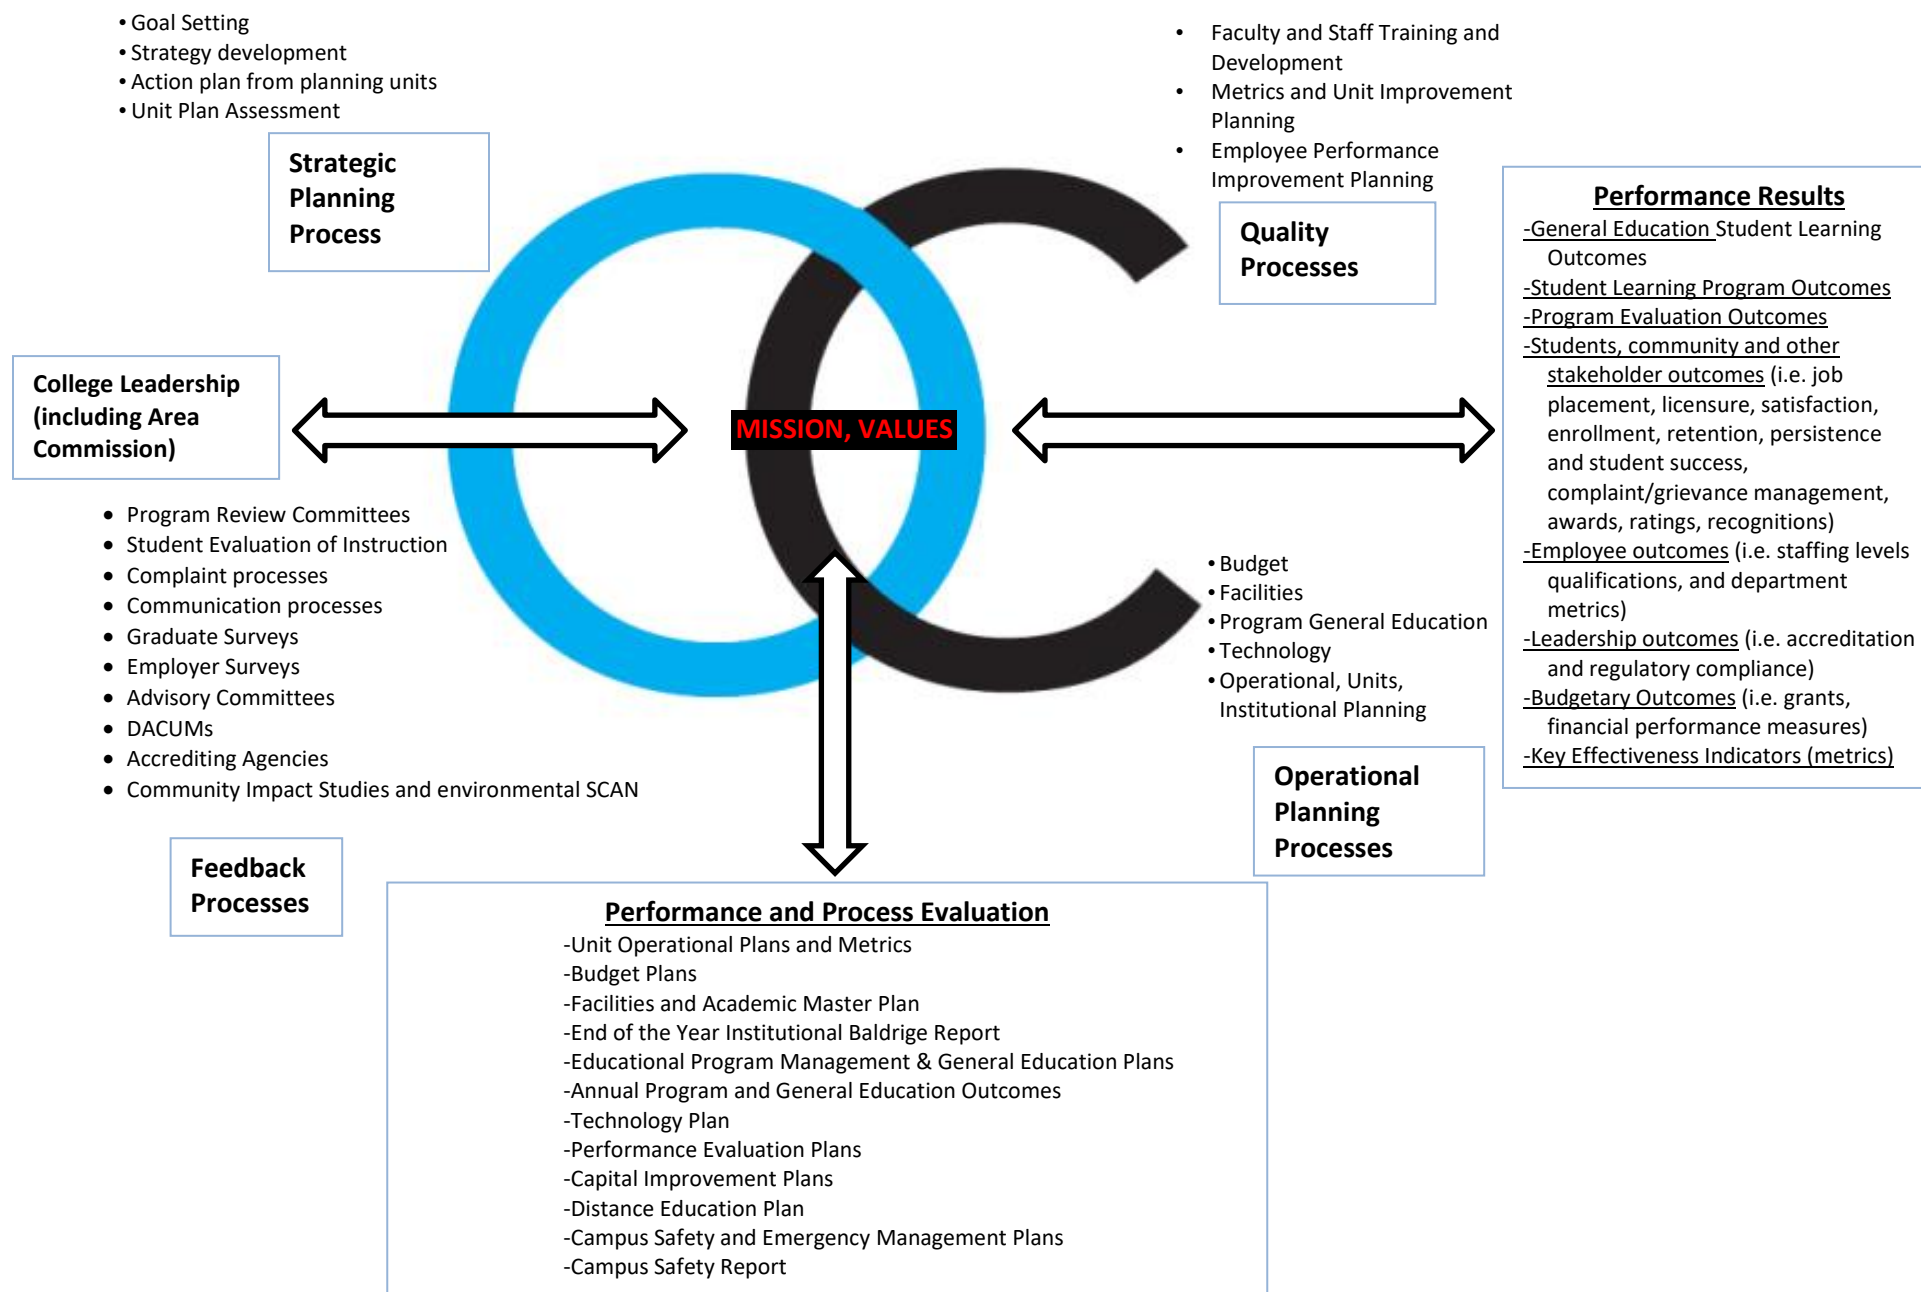 • Goal Setting
• Strategy development
• Action plan from planning units
• Unit Plan Assessment
Strategic
Planning
Process
• Faculty and Staff Training and
Development
• Metrics and Unit Improvement
Planning
• Employee Performance
Improvement Planning
Quality
Processes
Performance Results
-General Education Student Learning
Outcomes
-Student Learning Program Outcomes
-Program Evaluation Outcomes
-Students, community and other
stakeholder outcomes (i.e. job
placement, licensure, satisfaction,
enrollment, retention, persistence
and student success,
complaint/grievance management,
awards, ratings, recognitions)
-Employee outcomes (i.e. staffing levels
qualifications, and department
metrics)
-Leadership outcomes (i.e. accreditation
and regulatory compliance)
-Budgetary Outcomes (i.e. grants,
financial performance measures)
-Key Effectiveness Indicators (metrics)
College Leadership
(including Area
Commission)
MISSION, VALUES
• Program Review Committees
• Student Evaluation of Instruction
• Complaint processes
• Communication processes
• Graduate Surveys
• Employer Surveys
• Advisory Committees
• DACUMs
• Accrediting Agencies
• Community Impact Studies and environmental SCAN
Feedback
Processes
• Budget
• Facilities
• Program General Education
• Technology
• Operational, Units,
Institutional Planning
Operational
Planning
Processes
Performance and Process Evaluation
-Unit Operational Plans and Metrics
-Budget Plans
-Facilities and Academic Master Plan
-End of the Year Institutional Baldrige Report
-Educational Program Management & General Education Plans
-Annual Program and General Education Outcomes
-Technology Plan
-Performance Evaluation Plans
-Capital Improvement Plans
-Distance Education Plan
-Campus Safety and Emergency Management Plans
-Campus Safety Report